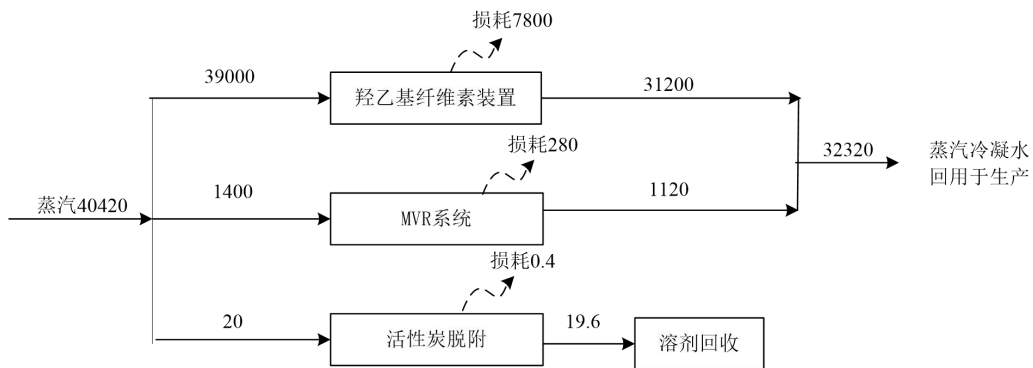 损耗7800
39000
羟乙基纤维素装置
31200
损耗280
32320
蒸汽冷凝水
回用于生产
蒸汽40420
1400
MVR系统
1120
损耗0.4
20
活性炭脱附
19.6
溶剂回收